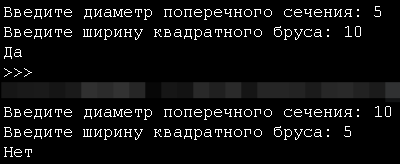 Введите диаметр поперечного сечения: 5
Введите ширину квадратного бруса: 10
Да
>>>
Введите диаметр поперечного сечения: 10
Введите ширину квадратного бруса: 5
Нет